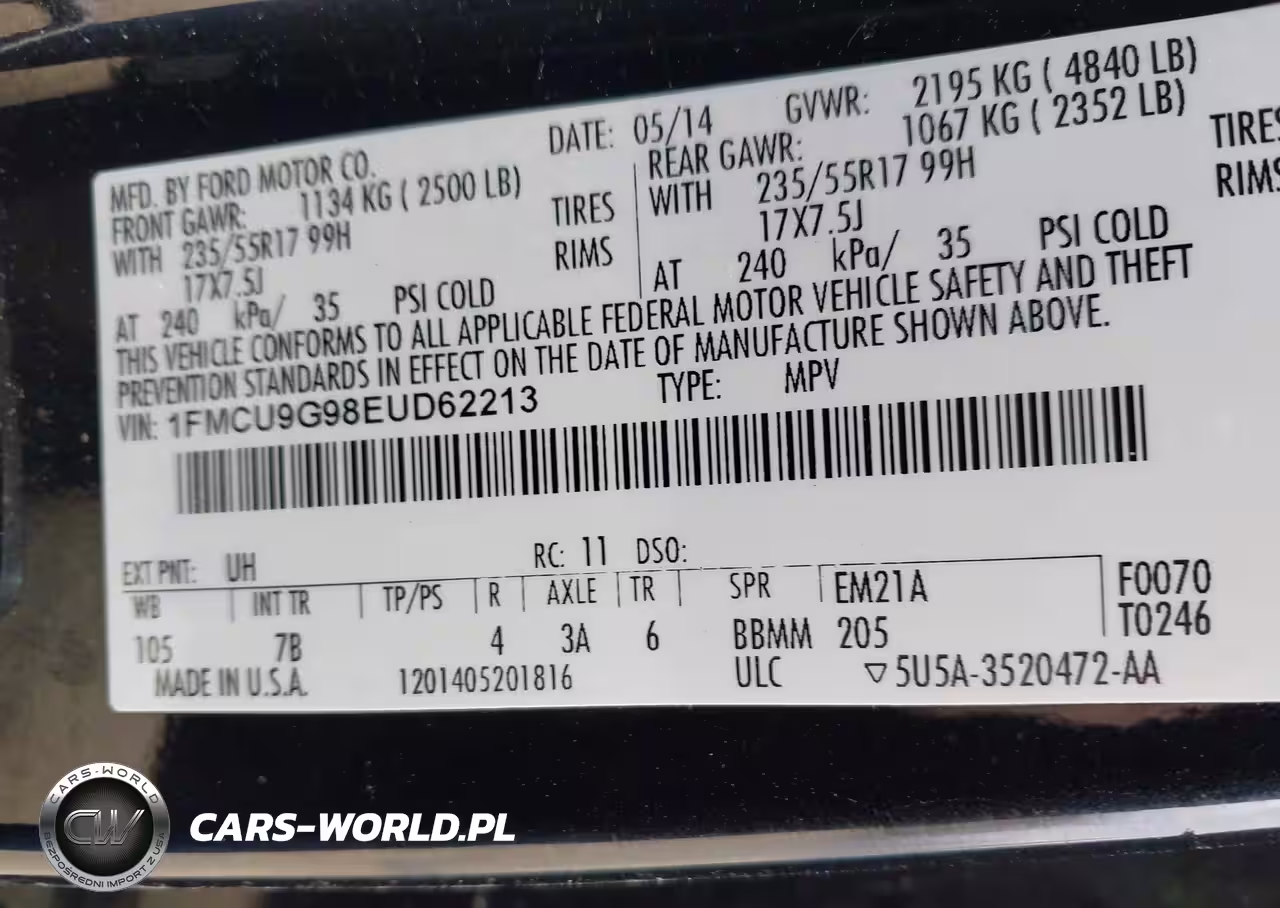 DATE: 05/14 GVWR: 2195 KG ( 4840 LB)
MFD. BY FORD MOTOR CO.
FRONT GAWR: 1134 KG ( 2500 LB)
WITH 235/55R17 99H TIRES
17X7.5J RIMS
AT 240 kPa/ 35 PSI COLD
REAR GAWR: 1067 KG ( 2352 LB)
WITH 235/55R17 99H TIRES
17X7.5J RIMS
AT 240 kPa/ 35 PSI COLD
THIS VEHICLE CONFORMS TO ALL APPLICABLE FEDERAL MOTOR VEHICLE SAFETY AND THEFT
PREVENTION STANDARDS IN EFFECT ON THE DATE OF MANUFACTURE SHOWN ABOVE.
VIN: 1FMCU9G98EUD62213 TYPE: MPV
EXT PNT: UH RC: 11 DSO:
WB INT TR TP/PS R AXLE TR SPR EM21A F0070
105 7B 4 3A 6 BBMM 205 T0246
MADE IN U.S.A. 1201405201816 ULC ▽5U5A-3520472-AA
CARS-WORLD
CW
BEZPOŚREDNI IMPORT Z USA
CARS-WORLD.PL